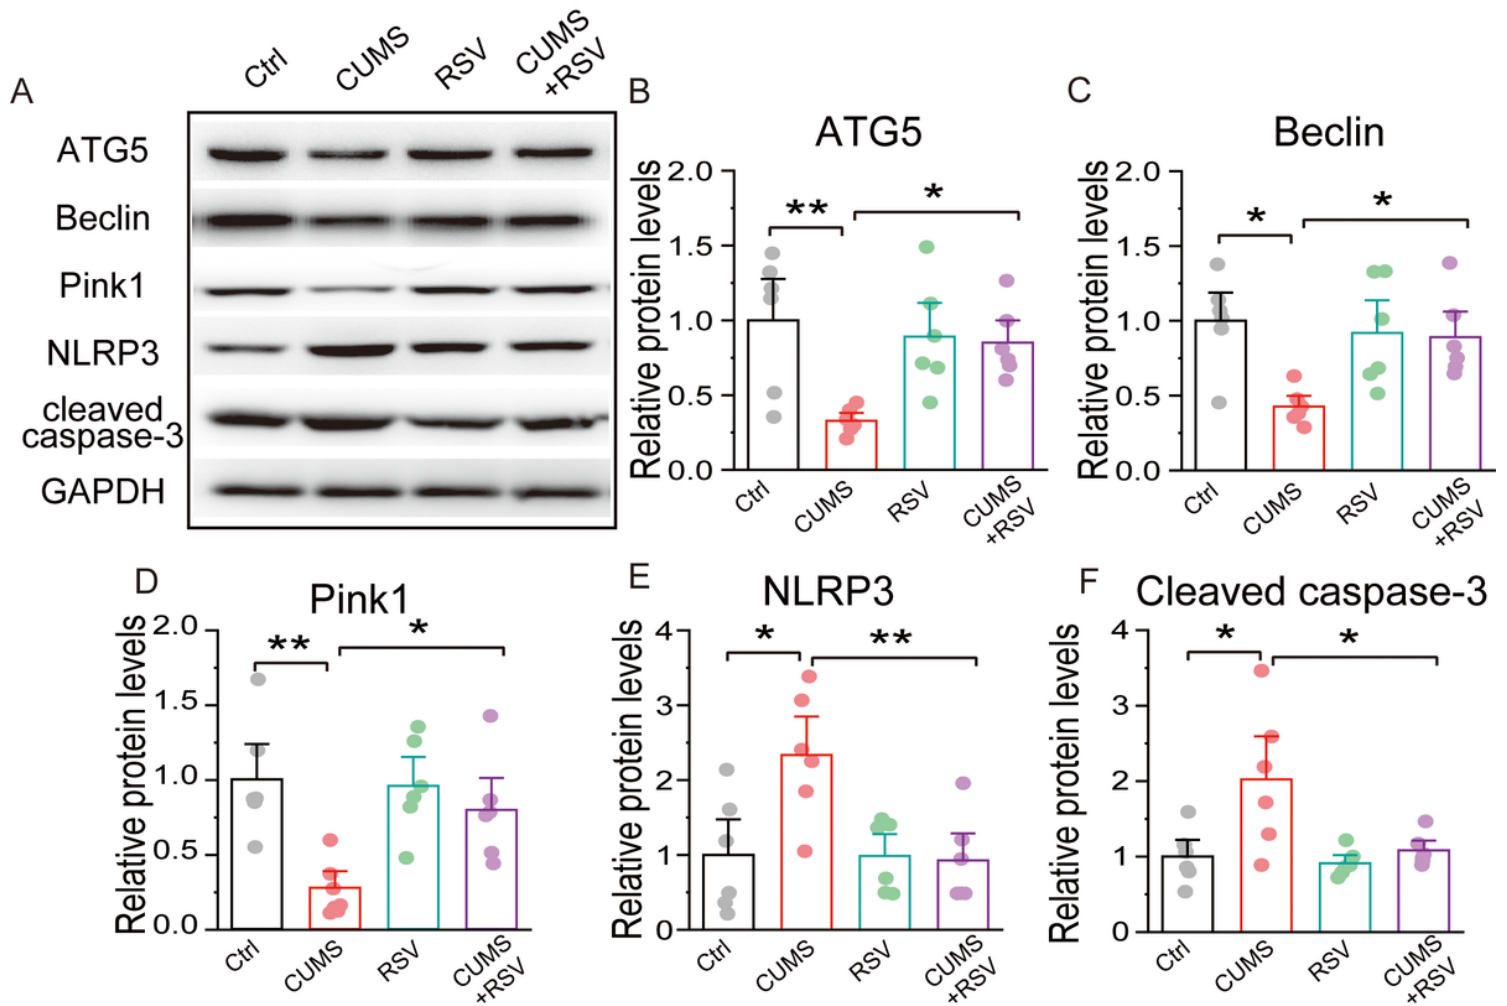 A
Ctrl
CUMS
RSV
CUMS
+RSV
ATG5
Beclin
Pink1
NLRP3
cleaved
caspase-3
GAPDH
B
ATG5
Relative protein levels
2.0
1.5
1.0
0.5
0.0
**
*
Ctrl
CUMS
RSV
CUMS
+RSV
C
Beclin
Relative protein levels
2.0
1.5
1.0
0.5
0.0
*
*
Ctrl
CUMS
RSV
CUMS
+RSV
D
Pink1
Relative protein levels
2.0
1.5
1.0
0.5
0.0
**
*
Ctrl
CUMS
RSV
CUMS
+RSV
E
NLRP3
Relative protein levels
4
3
2
1
0
*
**
Ctrl
CUMS
RSV
CUMS
+RSV
F
Cleaved caspase-3
Relative protein levels
4
3
2
1
0
*
*
Ctrl
CUMS
RSV
CUMS
+RSV